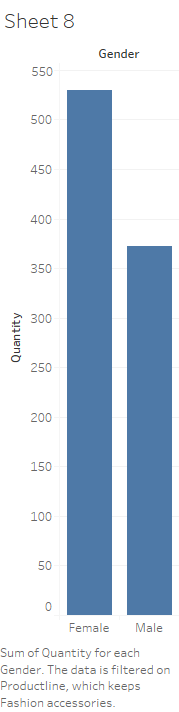 Sheet 8
Gender
550
500
450
400
350
300
250
200
150
100
50
0
Quantity
Female Male
Sum of Quantity for each
Gender. The data is filtered on
Productline, which keeps
Fashion accessories.